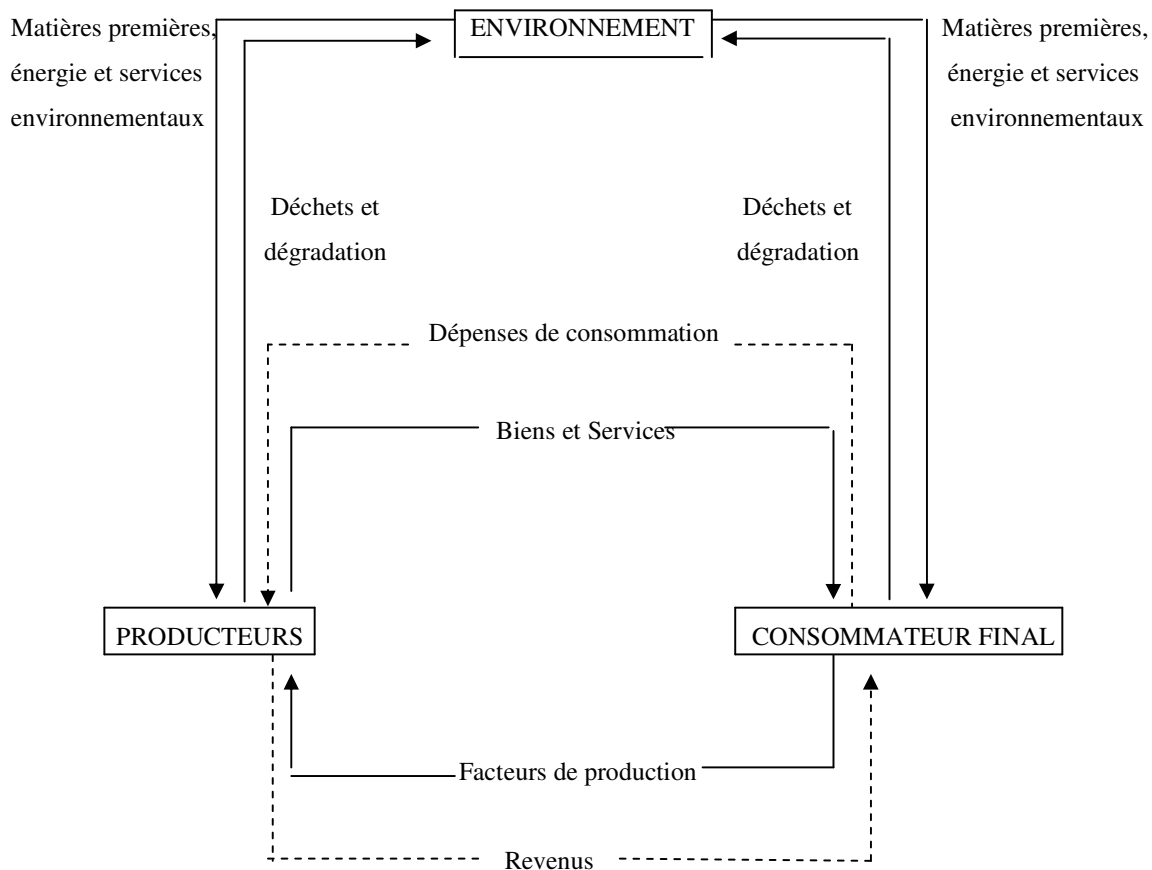 ENVIRONNEMENT
Matières premières,
énergie et services
environnementaux
Matières premières,
énergie et services
environnementaux
Déchets et
dégradation
Déchets et
dégradation
Dépenses de consommation
Biens et Services
PRODUCTEURS
CONSOMMATEUR FINAL
Facteurs de production
Revenus